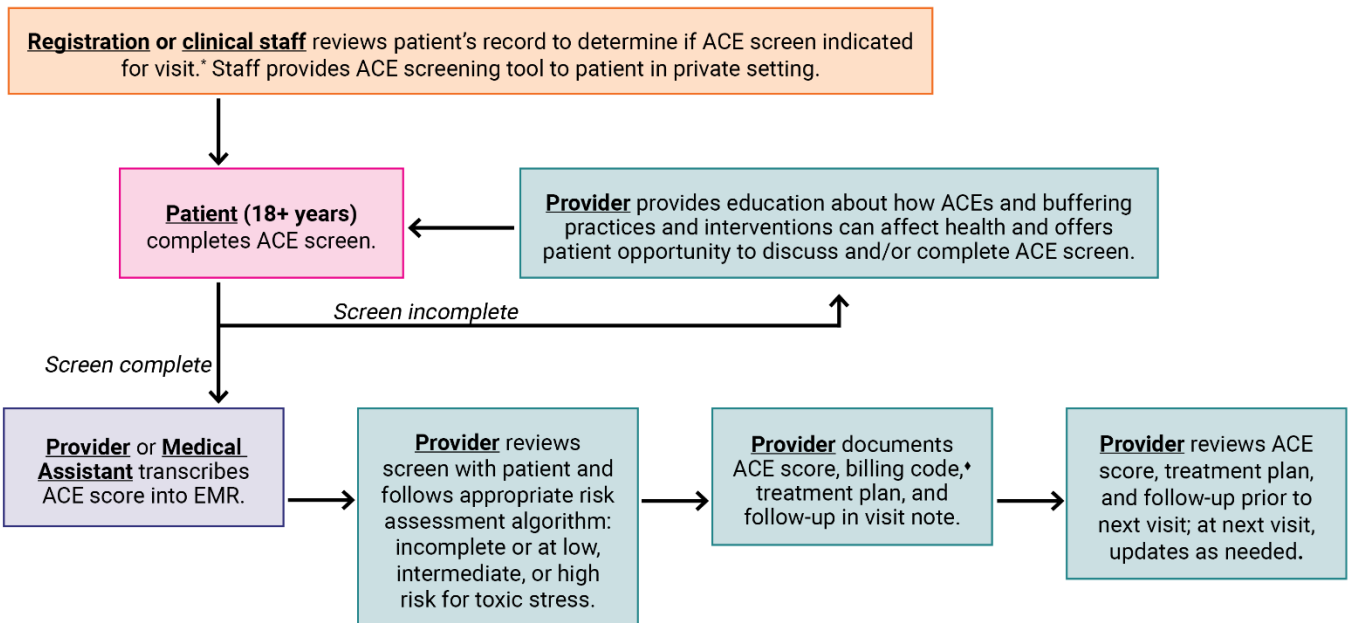 Registration or clinical staff reviews patient's record to determine if ACE screen indicated
for visit.* Staff provides ACE screening tool to patient in private setting.
Patient (18+ years)
completes ACE screen.
Provider provides education about how ACEs and buffering
practices and interventions can affect health and offers
patient opportunity to discuss and/or complete ACE screen.
Screen incomplete
Screen complete
Provider or Medical
Assistant transcribes
ACE score into EMR.
Provider reviews
screen with patient and
follows appropriate risk
assessment algorithm:
incomplete or at low,
intermediate, or high
risk for toxic stress.
Provider documents
ACE score, billing code,♦
treatment plan, and
follow-up in visit note.
Provider reviews ACE
score, treatment plan,
and follow-up prior to
next visit; at next visit,
updates as needed.